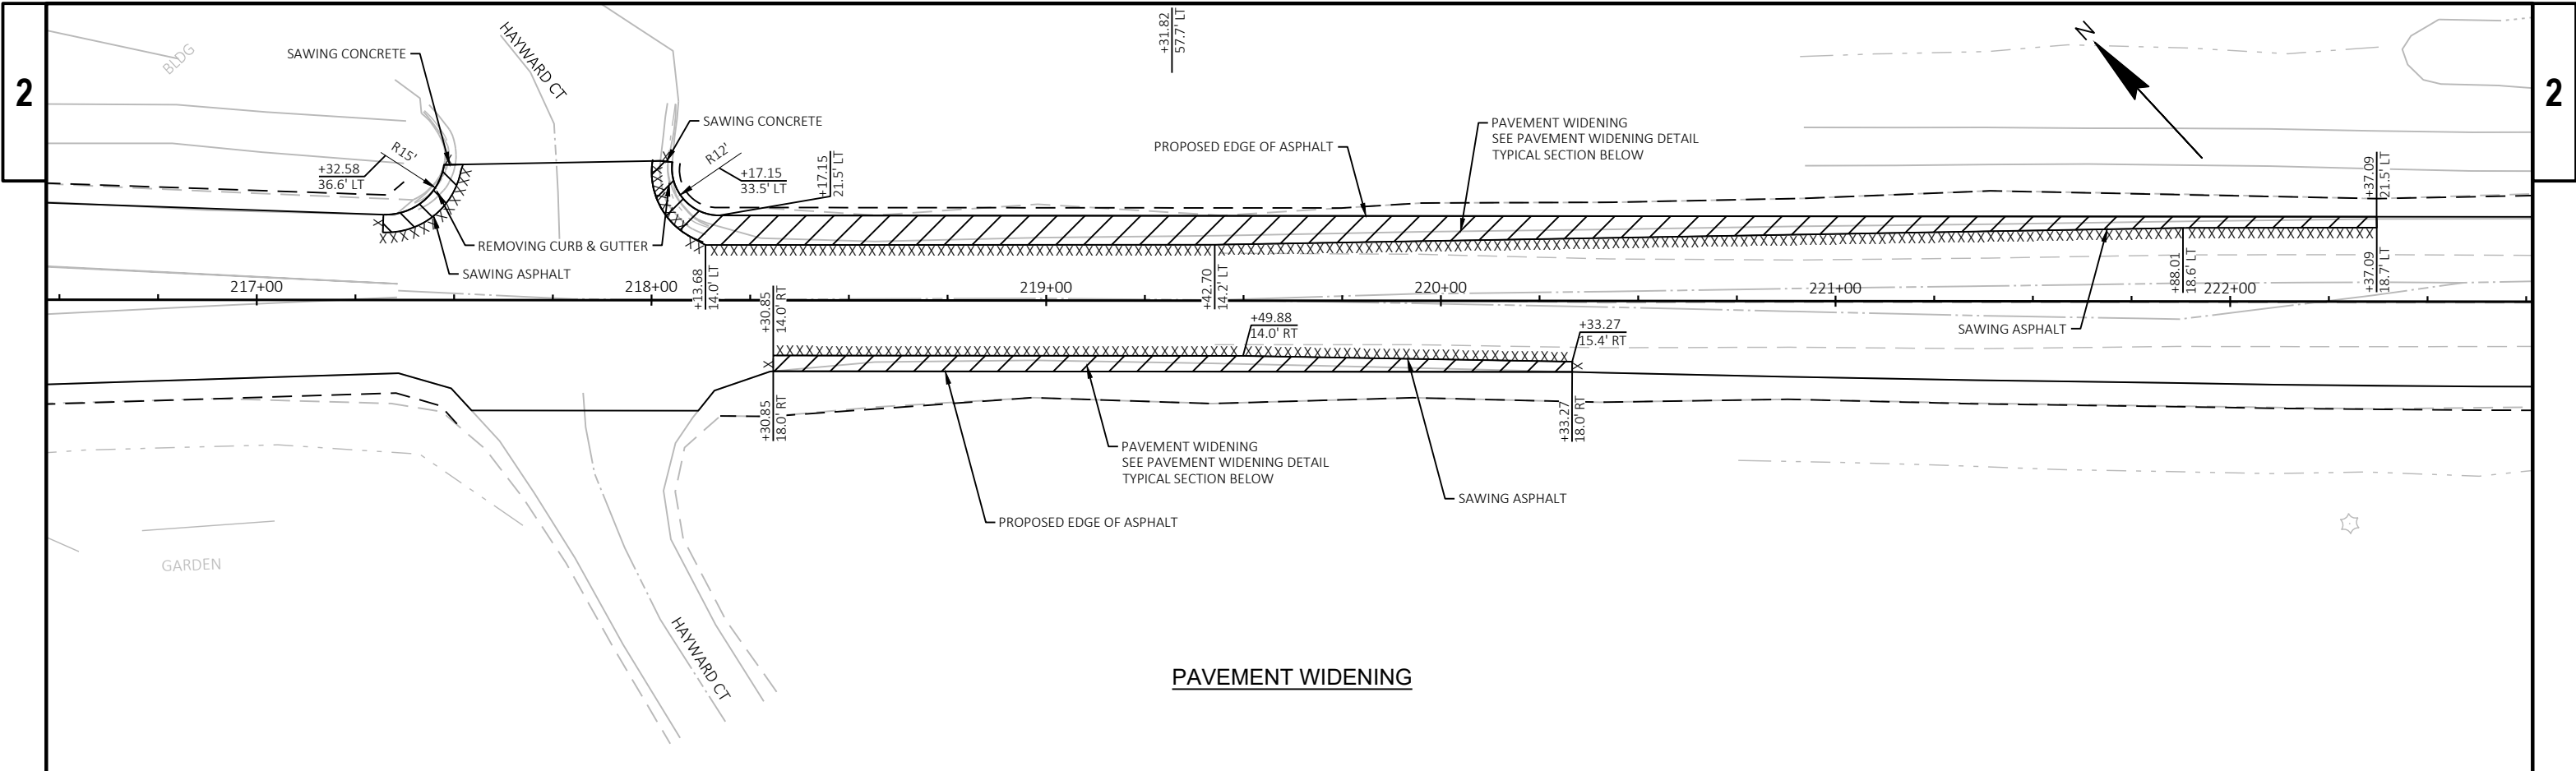 2
2
BLDG
SAWING CONCRETE
HAYWARD CT
+31.82
57.7' LT
N
SAWING CONCRETE
R15'
+32.58
36.6' LT
R12'
+17.15
33.5' LT
+17.15
21.5' LT
PROPOSED EDGE OF ASPHALT
PAVEMENT WIDENING
SEE PAVEMENT WIDENING DETAIL
TYPICAL SECTION BELOW
+37.09
21.5' LT
REMOVING CURB & GUTTER
SAWING ASPHALT
217+00
218+00
+13.68
14.0' LT
219+00
+42.70
14.2' LT
220+00
221+00
+88.01
18.6' LT
222+00
+37.09
18.7' LT
+30.85
14.0' RT
+49.88
14.0' RT
+33.27
15.4' RT
SAWING ASPHALT
+30.85
18.0' RT
+33.27
18.0' RT
PAVEMENT WIDENING
SEE PAVEMENT WIDENING DETAIL
TYPICAL SECTION BELOW
SAWING ASPHALT
PROPOSED EDGE OF ASPHALT
GARDEN
HAYWARD CT
PAVEMENT WIDENING